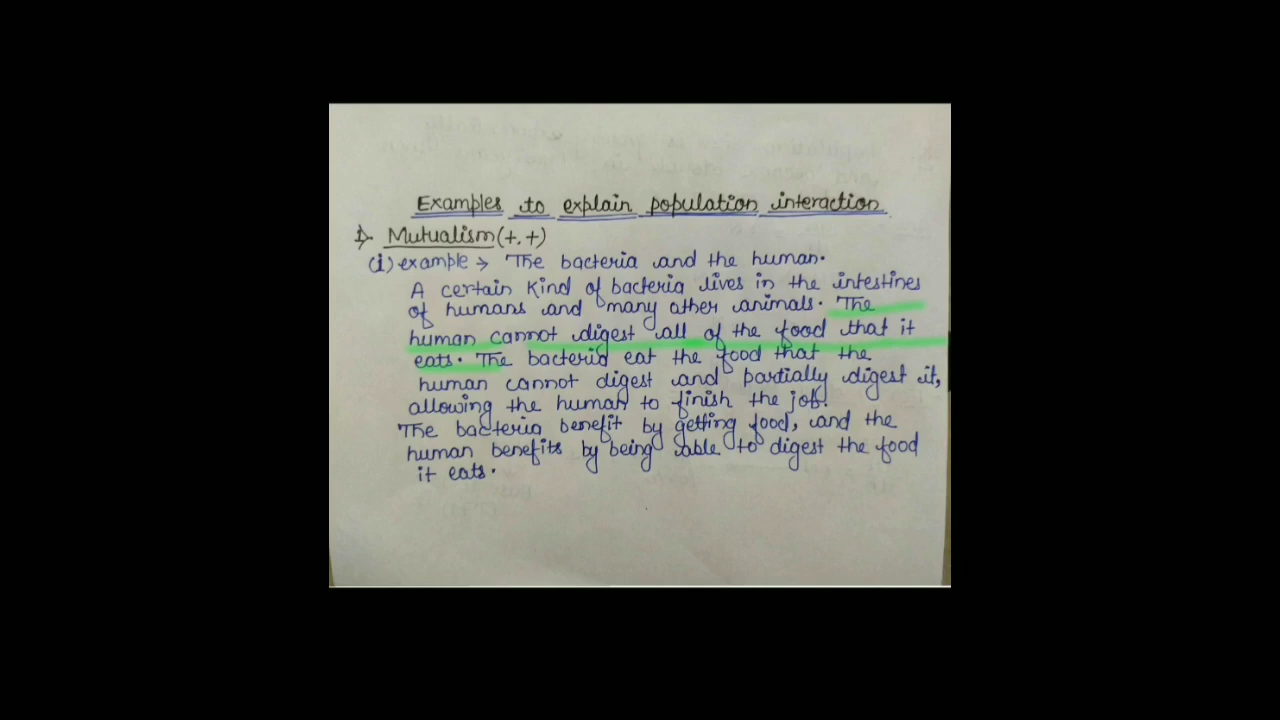 Examples to explain population interaction
1. Mutualism (+,+)
(i) example → The bacteria and the human.
A certain kind of bacteria lives in the intestines
of humans and many other animals. The
human cannot digest all of the food that it
eats. The bacteria eat the food that the
human cannot digest and partially digest it,
allowing the human to finish the job.
The bacteria benefit by getting food, and the
human benefits by being able to digest the food
it eats.